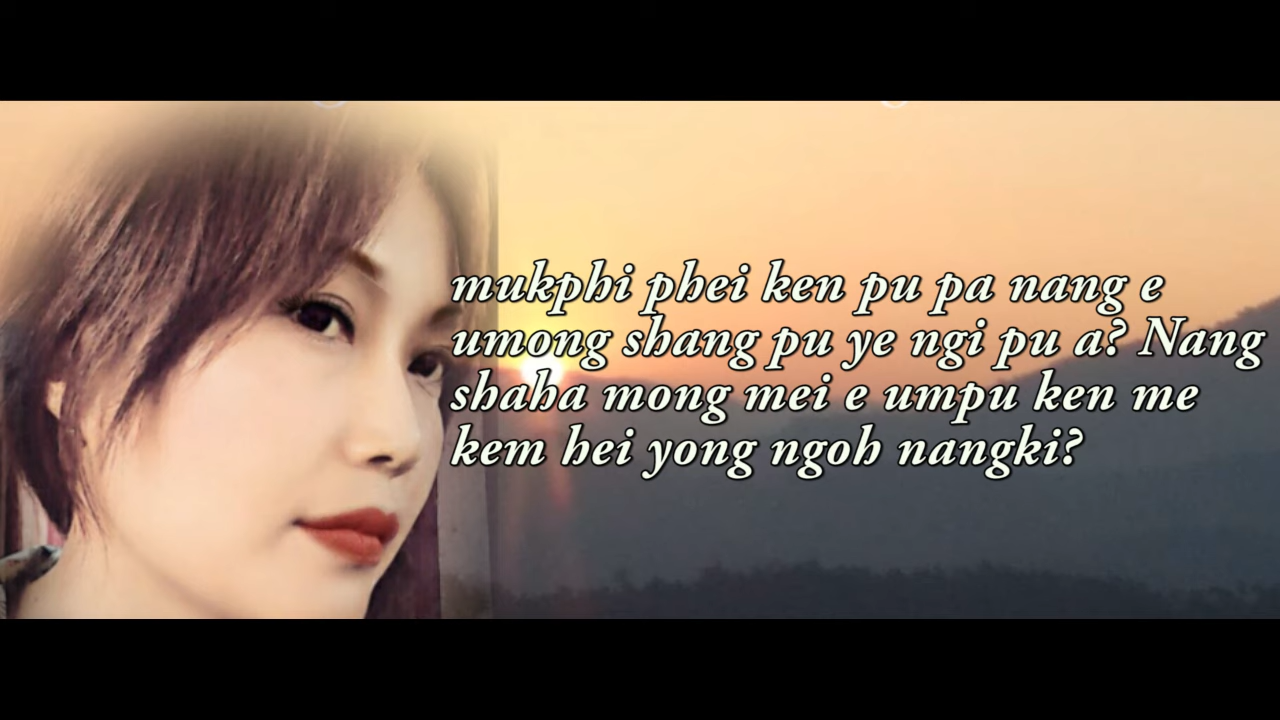 mukphi phei ken pu pa nang e
umong shang pu ye ngi pu a? Nang
shaha mong mei e umpu ken me
kem hei yong ngoh nangki?